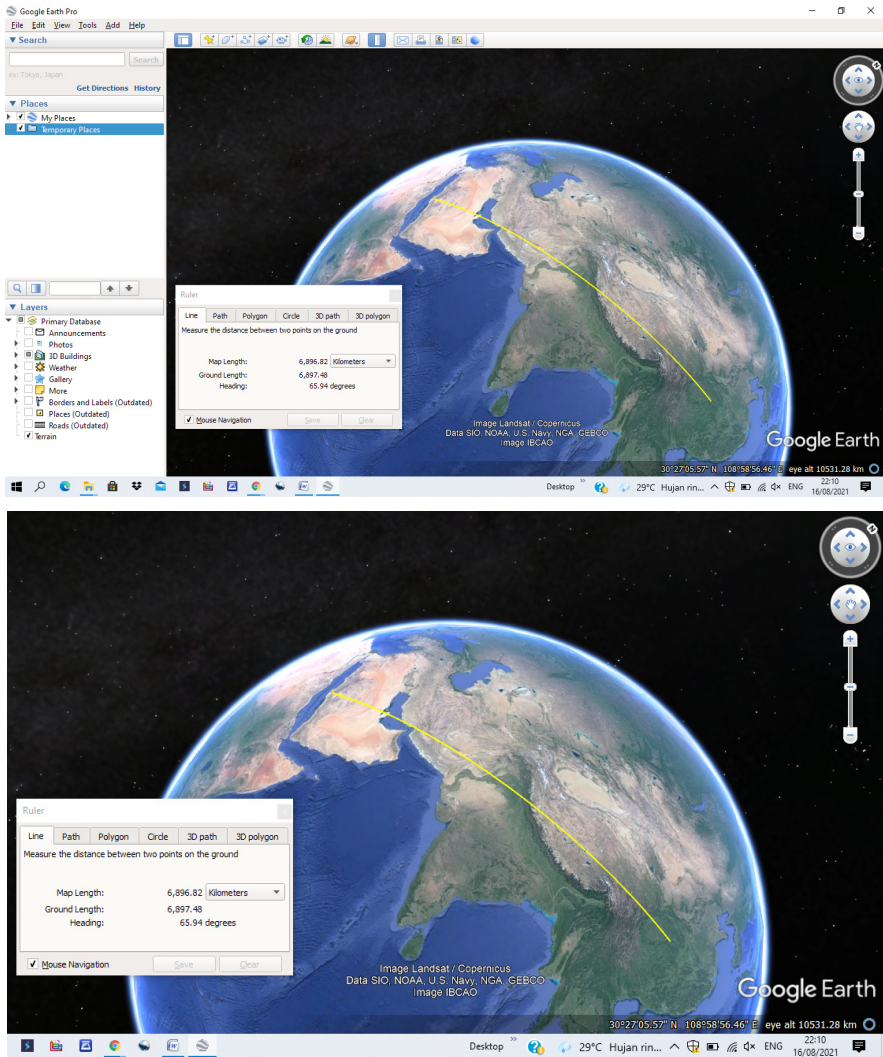 Google Earth Pro
File Edit View Tools Add Help
Search
Search
ex: Tokyo, Japan
Get Directions History
Places
My Places
Temporary Places
Layers
Primary Database
Announcements
Photos
3D Buildings
Weather
Gallery
More
Borders and Labels (Outdated)
Places (Outdated)
Roads (Outdated)
Terrain
Ruler
Line Path Polygon Circle 3D path 3D polygon
Measure the distance between two points on the ground
Map Length: 6,896.82 Kilometers
Ground Length: 6,897.48
Heading: 65.94 degrees
Mouse Navigation Save Clear
Image Landsat / Copernicus
Data SIO, NOAA, U.S. Navy, NGA, GEBCO
Image IBCAO
Google Earth
30°27'05.57" N 108°58'56.46" E eye alt 10531.28 km
Desktop 29°C Hujan rin... ENG 22:10
16/08/2021
Ruler
Line Path Polygon Circle 3D path 3D polygon
Measure the distance between two points on the ground
Map Length: 6,896.82 Kilometers
Ground Length: 6,897.48
Heading: 65.94 degrees
Mouse Navigation Save Clear
Image Landsat / Copernicus
Data SIO, NOAA, U.S. Navy, NGA, GEBCO
Image IBCAO
Google Earth
30°27'05.57" N 108°58'56.46" E eye alt 10531.28 km
Desktop 29°C Hujan rin... ENG 22:10
16/08/2021